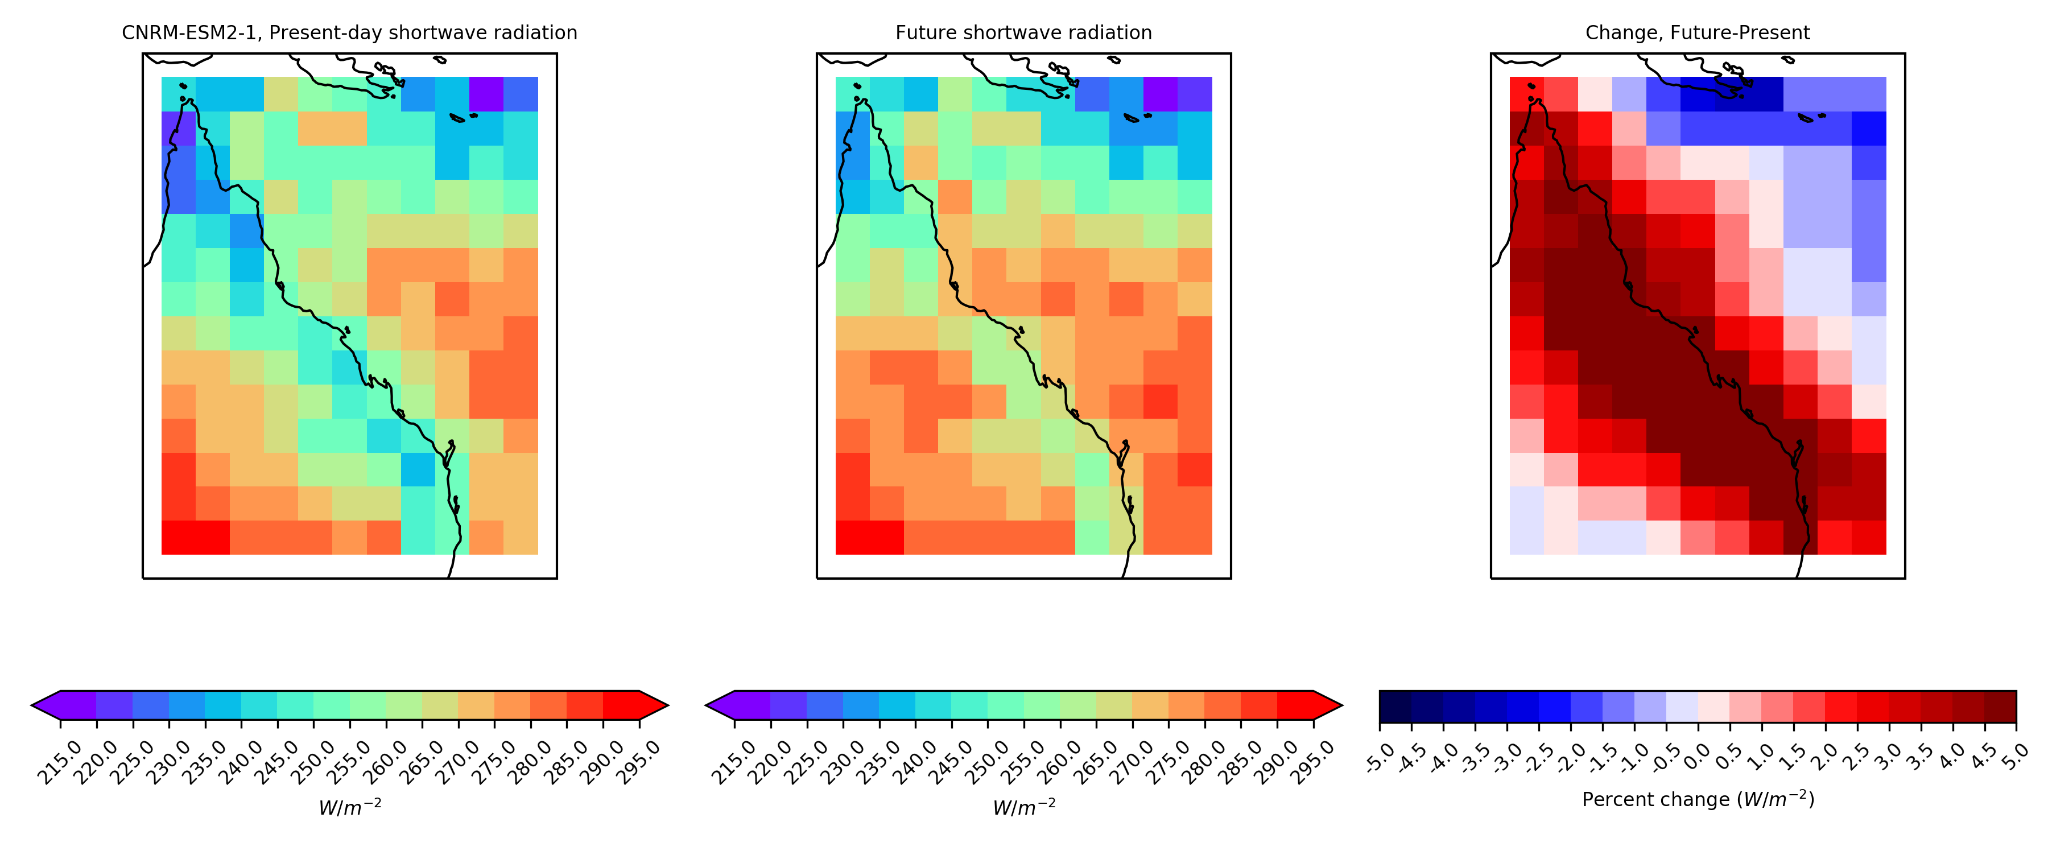 CNRM-ESM2-1, Present-day shortwave radiation
Future shortwave radiation
Change, Future-Present
215.0 220.0 225.0 230.0 235.0 240.0 245.0 250.0 255.0 260.0 265.0 270.0 275.0 280.0 285.0 290.0 295.0
W/m⁻²
215.0 220.0 225.0 230.0 235.0 240.0 245.0 250.0 255.0 260.0 265.0 270.0 275.0 280.0 285.0 290.0 295.0
W/m⁻²
-5.0 -4.5 -4.0 -3.5 -3.0 -2.5 -2.0 -1.5 -1.0 -0.5 0.0 0.5 1.0 1.5 2.0 2.5 3.0 3.5 4.0 4.5 5.0
Percent change (W/m⁻²)